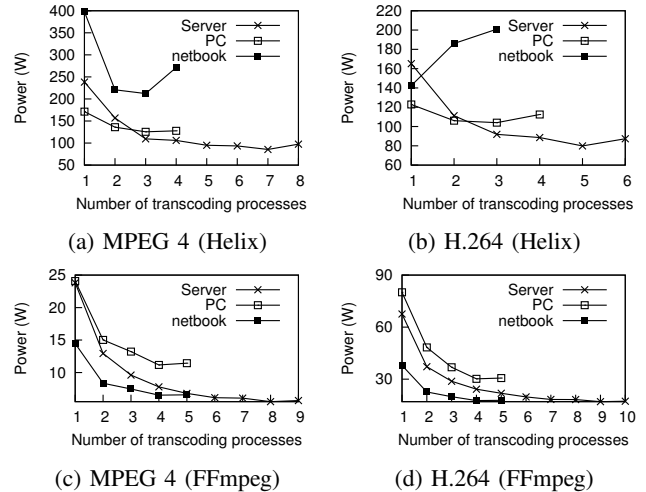 400
350
300
250
200
150
100
50
Power (W)
Server
PC
netbook
1 2 3 4 5 6 7 8
Number of transcoding processes
(a) MPEG 4 (Helix)
220
200
180
160
140
120
100
80
60
Power (W)
Server
PC
netbook
1 2 3 4 5 6
Number of transcoding processes
(b) H.264 (Helix)
25
20
15
10
Power (W)
Server
PC
netbook
1 2 3 4 5 6 7 8 9
Number of transcoding processes
(c) MPEG 4 (FFmpeg)
90
60
30
Power (W)
Server
PC
netbook
1 2 3 4 5 6 7 8 9 10
Number of transcoding processes
(d) H.264 (FFmpeg)